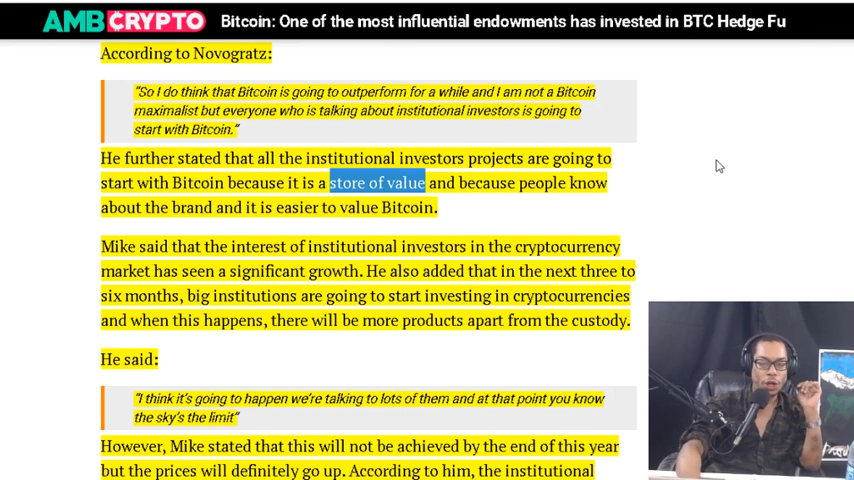 AMBCRYPTO Bitcoin: One of the most influential endowments has invested in BTC Hedge Fu
According to Novogratz:
"So I do think that Bitcoin is going to outperform for a while and I am not a Bitcoin
maximalist but everyone who is talking about institutional investors is going to
start with Bitcoin."
He further stated that all the institutional investors projects are going to
start with Bitcoin because it is a store of value and because people know
about the brand and it is easier to value Bitcoin.
Mike said that the interest of institutional investors in the cryptocurrency
market has seen a significant growth. He also added that in the next three to
six months, big institutions are going to start investing in cryptocurrencies
and when this happens, there will be more products apart from the custody.
He said:
"I think it's going to happen we're talking to lots of them and at that point you know
the sky's the limit"
However, Mike stated that this will not be achieved by the end of this year
but the prices will definitely go up. According to him, the institutional